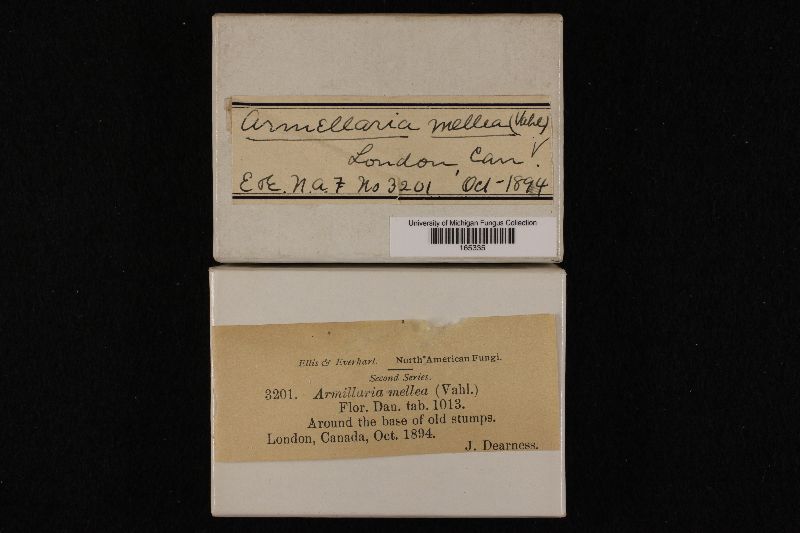 Armellaria mellea (Vahl)
London, Can.
E&E. N.A.F No 3201 Oct-1894
University of Michigan Fungus Collection
165335
Ellis & Everhart. North American Fungi.
Second Series.
3201. Armillaria mellea (Vahl.)
Flor. Dan. tab. 1013.
Around the base of old stumps.
London, Canada, Oct. 1894.
J. Dearness.